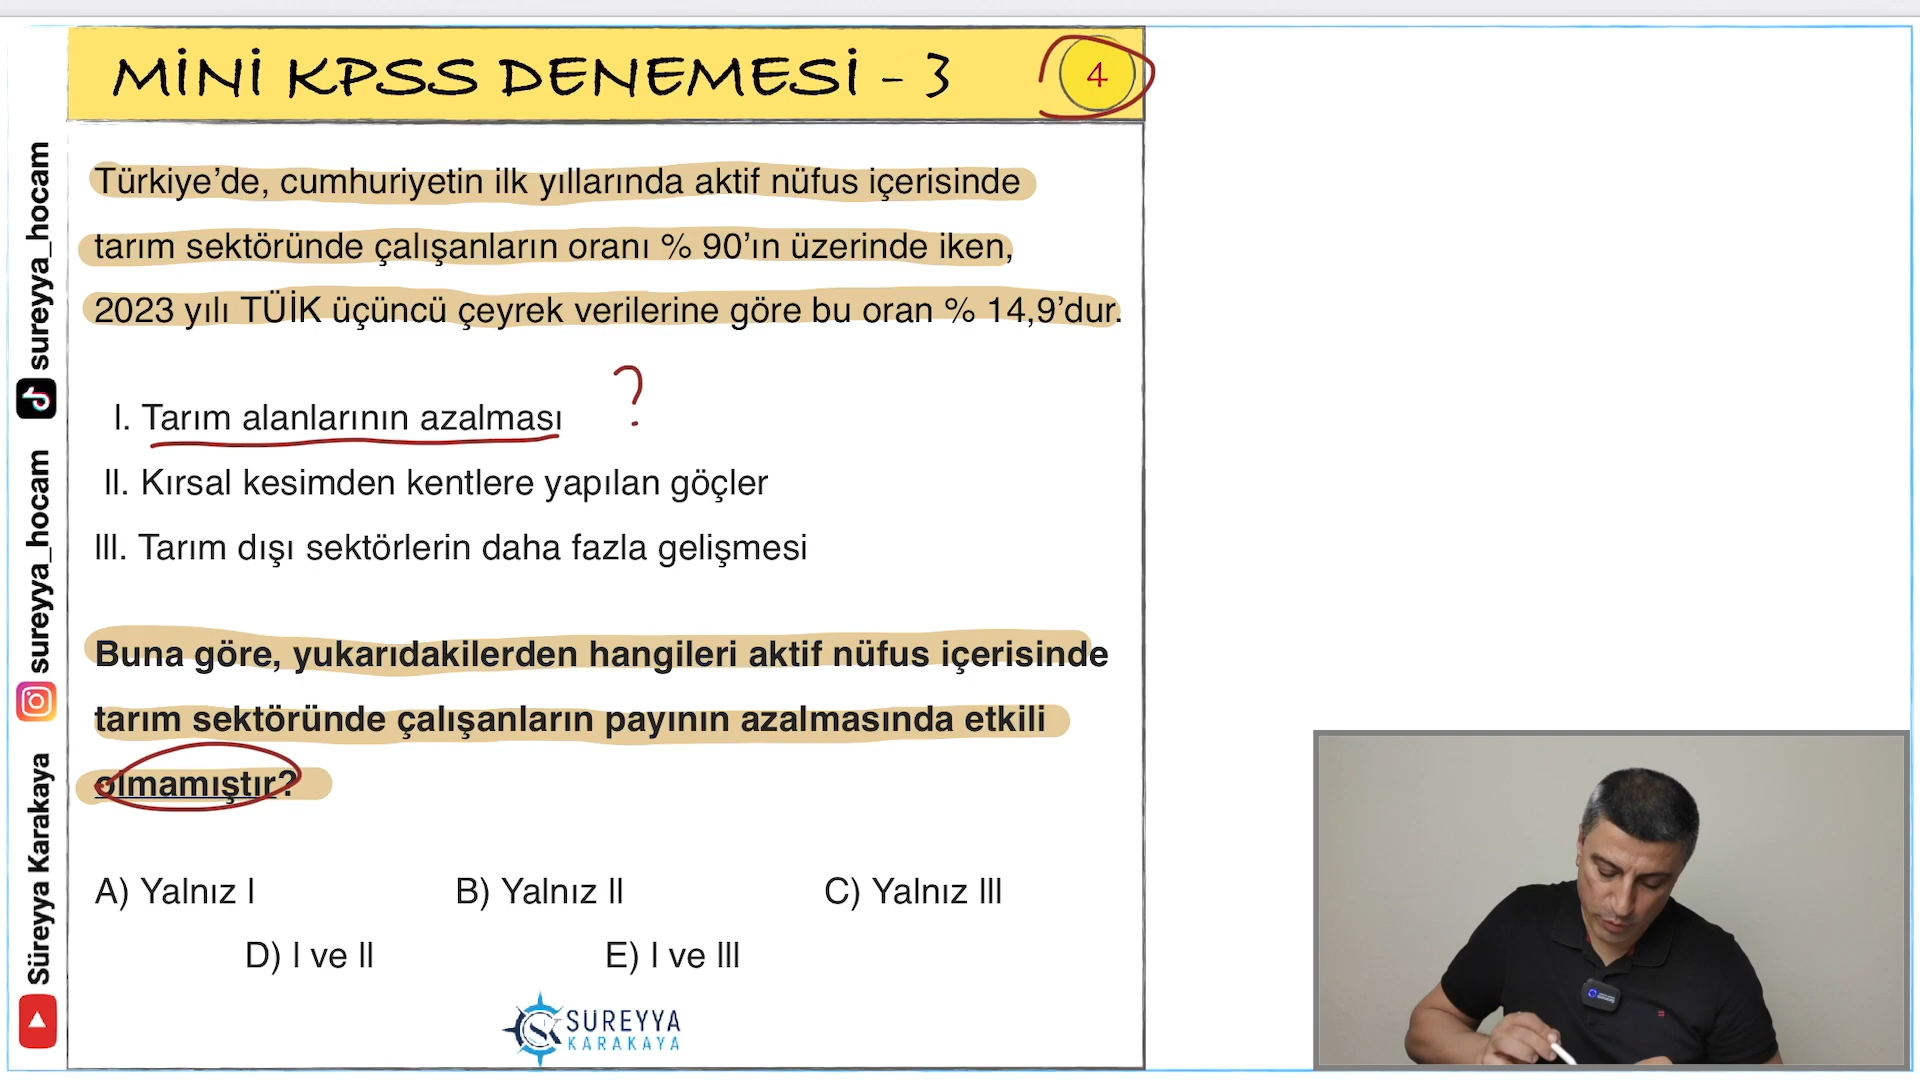 MİNİ KPSS DENEMESİ - 3
4
Türkiye’de, cumhuriyetin ilk yıllarında aktif nüfus içerisinde
tarım sektöründe çalışanların oranı % 90’ın üzerinde iken,
2023 yılı TÜİK üçüncü çeyrek verilerine göre bu oran % 14,9’dur.
I. Tarım alanlarının azalması ?
II. Kırsal kesimden kentlere yapılan göçler
III. Tarım dışı sektörlerin daha fazla gelişmesi
Buna göre, yukarıdakilerden hangileri aktif nüfus içerisinde
tarım sektöründe çalışanların payının azalmasında etkili
olmamıştır?
A) Yalnız I B) Yalnız II C) Yalnız III
D) I ve II E) I ve III
SUREYYA
KARAKAYA
sureyya_hocam
sureyya_hocam
Süreyya Karakaya